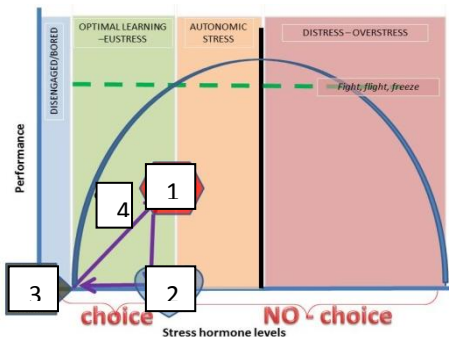 DISENGAGED/BORED
OPTIMAL LEARNING
–EUSTRESS
AUTONOMIC
STRESS
DISTRESS – OVERSTRESS
Fight, flight, freeze
Performance
1
4
3
2
choice
NO - choice
Stress hormone levels